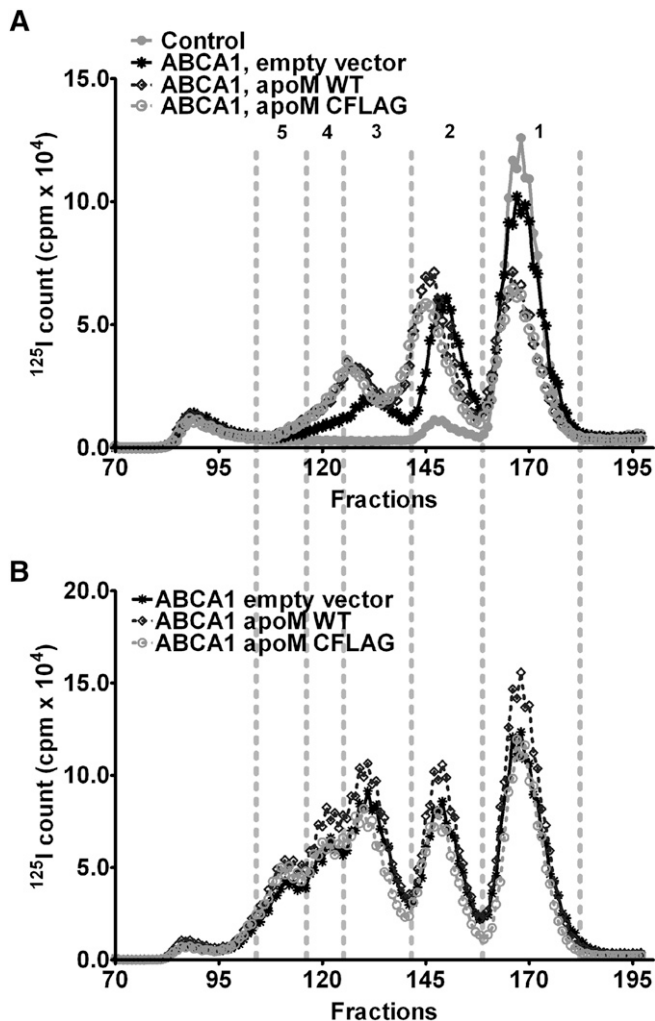 A
Control
ABCA1, empty vector
ABCA1, apoM WT
ABCA1, apoM CFLAG
5 4 3 2 1
15.0
10.0
5.0
0.0
¹²⁵I count (cpm x 10⁴)
70 95 120 145 170 195
Fractions
B
ABCA1 empty vector
ABCA1 apoM WT
ABCA1 apoM CFLAG
20.0
15.0
10.0
5.0
0.0
¹²⁵I count (cpm x 10⁴)
70 95 120 145 170 195
Fractions